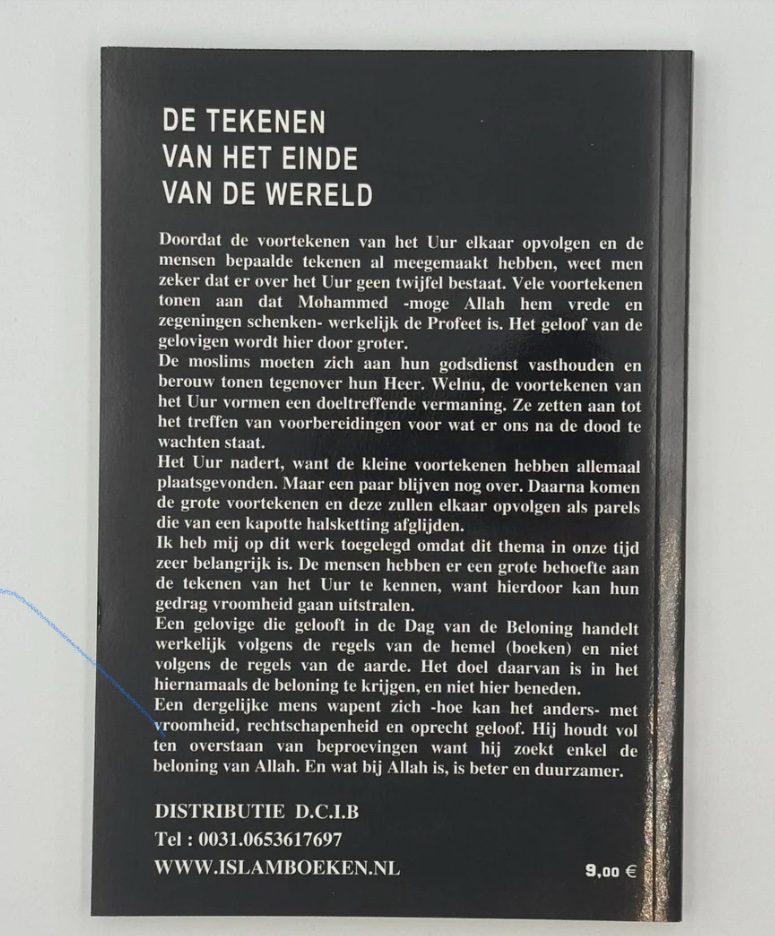 DE TEKENEN
VAN HET EINDE
VAN DE WERELD
Doordat de voortekenen van het Uur elkaar opvolgen en de
mensen bepaalde tekenen al meegemaakt hebben, weet men
zeker dat er over het Uur geen twijfel bestaat. Vele voortekenen
tonen aan dat Mohammed -moge Allah hem vrede en
zegeningen schenken- werkelijk de Profeet is. Het geloof van de
gelovigen wordt hier door groter.
De moslims moeten zich aan hun godsdienst vasthouden en
berouw tonen tegenover hun Heer. Welnu, de voortekenen van
het Uur vormen een doeltreffende vermaning. Ze zetten aan tot
het treffen van voorbereidingen voor wat er ons na de dood te
wachten staat.
Het Uur nadert, want de kleine voortekenen hebben allemaal
plaatsgevonden. Maar een paar blijven nog over. Daarna komen
de grote voortekenen en deze zullen elkaar opvolgen als parels
die van een kapotte halsketting afglijden.
Ik heb mij op dit werk toegelegd omdat dit thema in onze tijd
zeer belangrijk is. De mensen hebben er een grote behoefte aan
de tekenen van het Uur te kennen, want hierdoor kan hun
gedrag vroomheid gaan uitstralen.
Een gelovige die gelooft in de Dag van de Beloning handelt
werkelijk volgens de regels van de hemel (boeken) en niet
volgens de regels van de aarde. Het doel daarvan is in het
hiernamaals de beloning te krijgen, en niet hier beneden.
Een dergelijke mens wapent zich -hoe kan het anders- met
vroomheid, rechtschapenheid en oprecht geloof. Hij houdt vol
ten overstaan van beproevingen want hij zoekt enkel de
beloning van Allah. En wat bij Allah is, is beter en duurzamer.
DISTRIBUTIE D.C.I.B
Tel : 0031.0653617697
WWW.ISLAMBOEKEN.NL
9,00 €